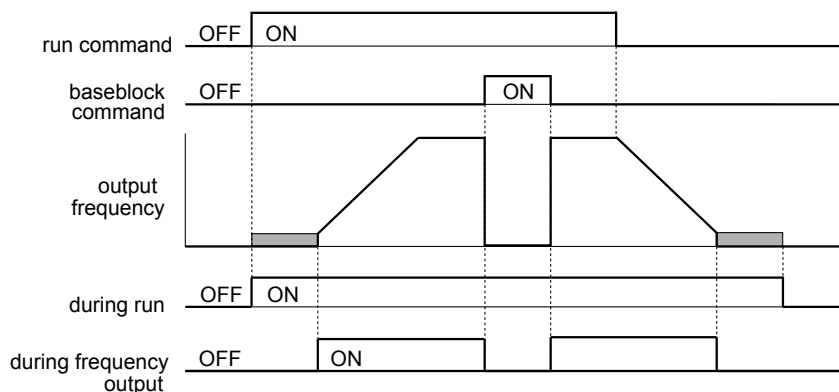 run command OFF ON
baseblock
command OFF ON
output
frequency
during run OFF ON
during frequency
output OFF ON